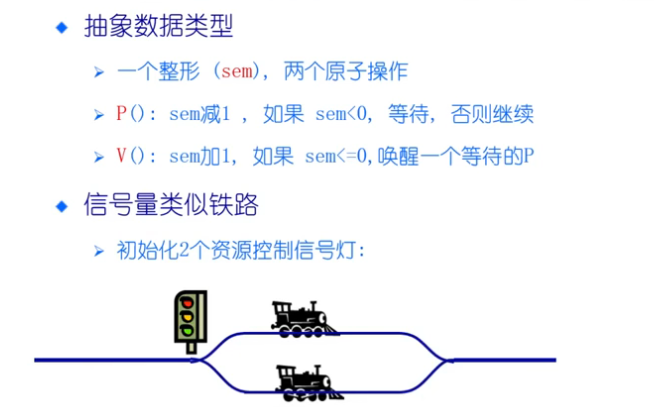 抽象数据类型
一个整形 (sem), 两个原子操作
P(): sem减1 , 如果 sem<0, 等待, 否则继续
V(): sem加1, 如果 sem<=0,唤醒一个等待的P
信号量类似铁路
初始化2个资源控制信号灯: